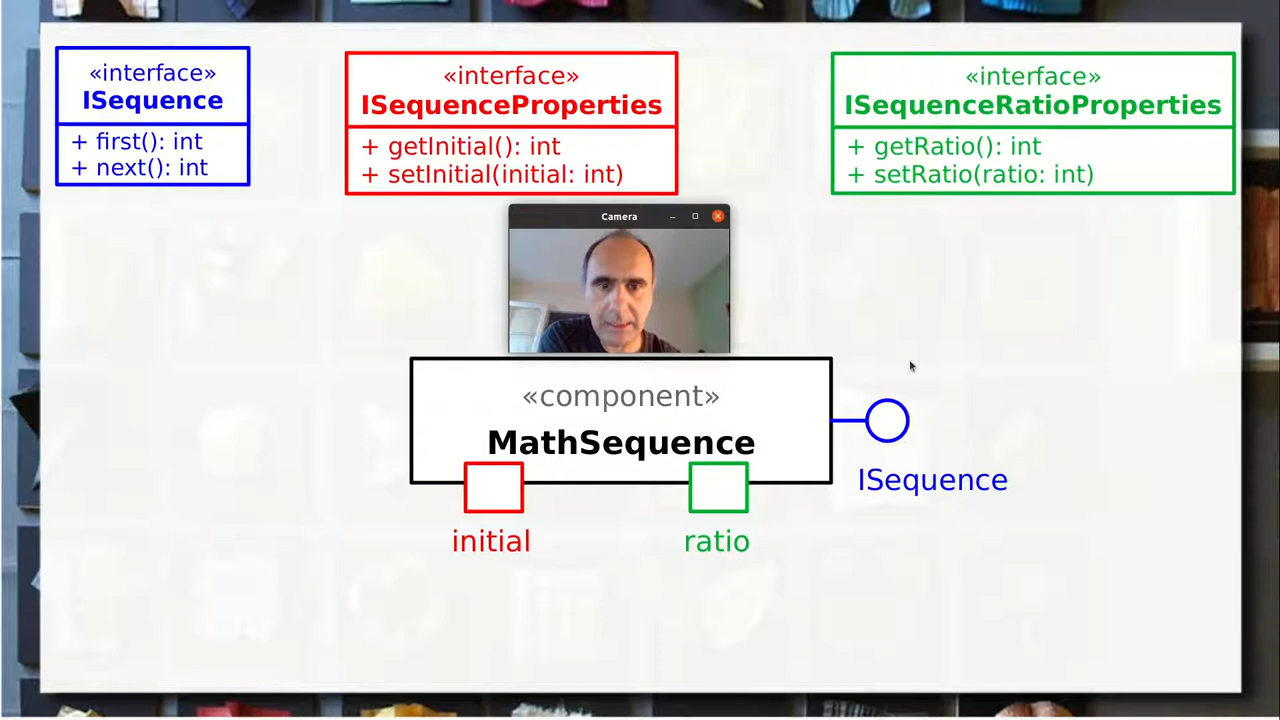 «interface»
ISequence
+ first(): int
+ next(): int
«interface»
ISequenceProperties
+ getInitial(): int
+ setInitial(initial: int)
«interface»
ISequenceRatioProperties
+ getRatio(): int
+ setRatio(ratio: int)
Camera
«component»
MathSequence
ISequence
initial
ratio